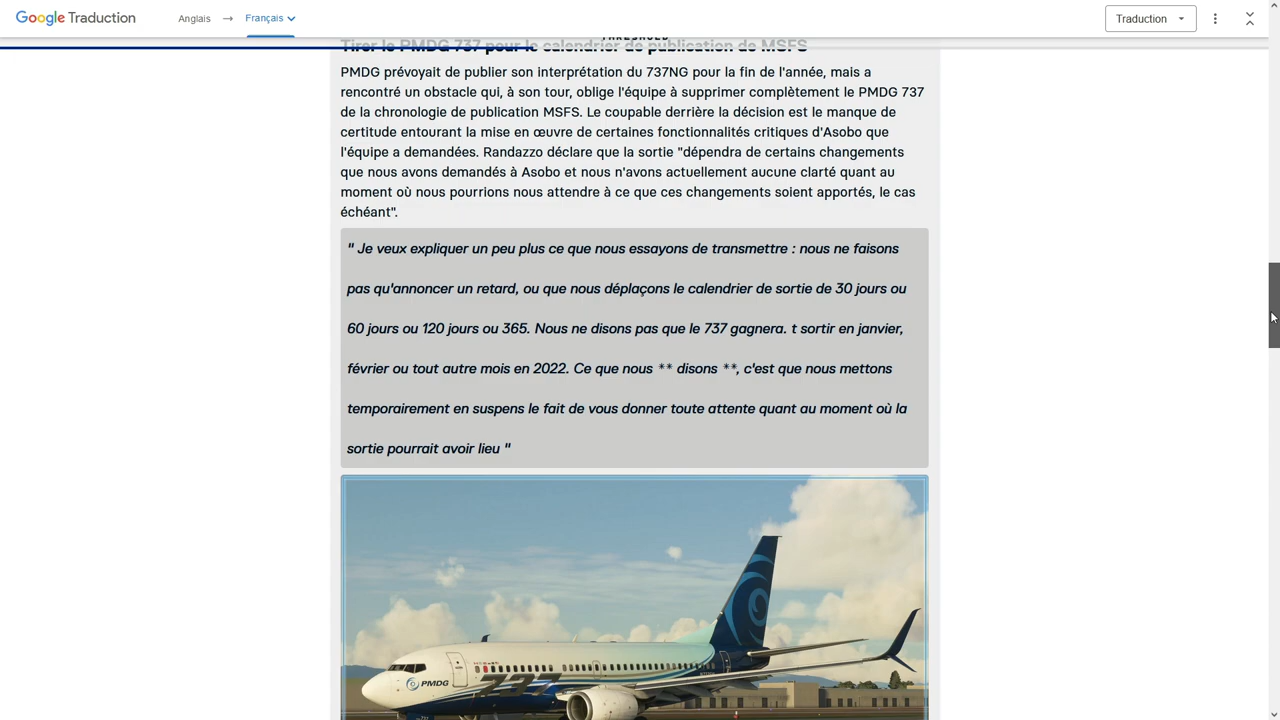 Google Traduction
Anglais → Français
Traduction
THRESHOLD
Tirer le PMDG 737 pour le calendrier de publication de MSFS
PMDG prévoyait de publier son interprétation du 737NG pour la fin de l'année, mais a
rencontré un obstacle qui, à son tour, oblige l'équipe à supprimer complètement le PMDG 737
de la chronologie de publication MSFS. Le coupable derrière la décision est le manque de
certitude entourant la mise en œuvre de certaines fonctionnalités critiques d'Asobo que
l'équipe a demandées. Randazzo déclare que la sortie "dépendra de certains changements
que nous avons demandés à Asobo et nous n'avons actuellement aucune clarté quant au
moment où nous pourrions nous attendre à ce que ces changements soient apportés, le cas
échéant".
" Je veux expliquer un peu plus ce que nous essayons de transmettre : nous ne faisons
pas qu'annoncer un retard, ou que nous déplaçons le calendrier de sortie de 30 jours ou
60 jours ou 120 jours ou 365. Nous ne disons pas que le 737 gagnera. t sortir en janvier,
février ou tout autre mois en 2022. Ce que nous ** disons **, c'est que nous mettons
temporairement en suspens le fait de vous donner toute attente quant au moment où la
sortie pourrait avoir lieu "
PMDG 737